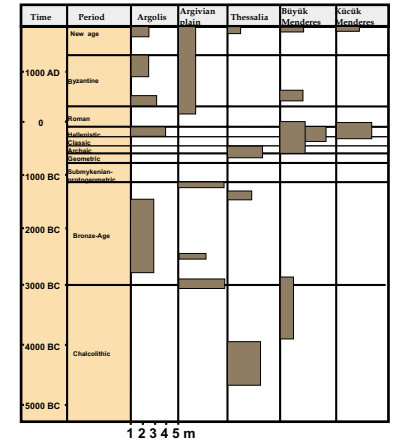 Time Period Argolis Argivian plain Thessalia Büyük Menderes Kücük Menderes
New age
1000 AD
Byzantine
Roman
0
Hellenistic
Classic
Archaic
Geometric
1000 BC
Submykenian-
protogeometric
2000 BC
Bronze-Age
3000 BC
4000 BC
Chalcolithic
5000 BC
1 2 3 4 5 m